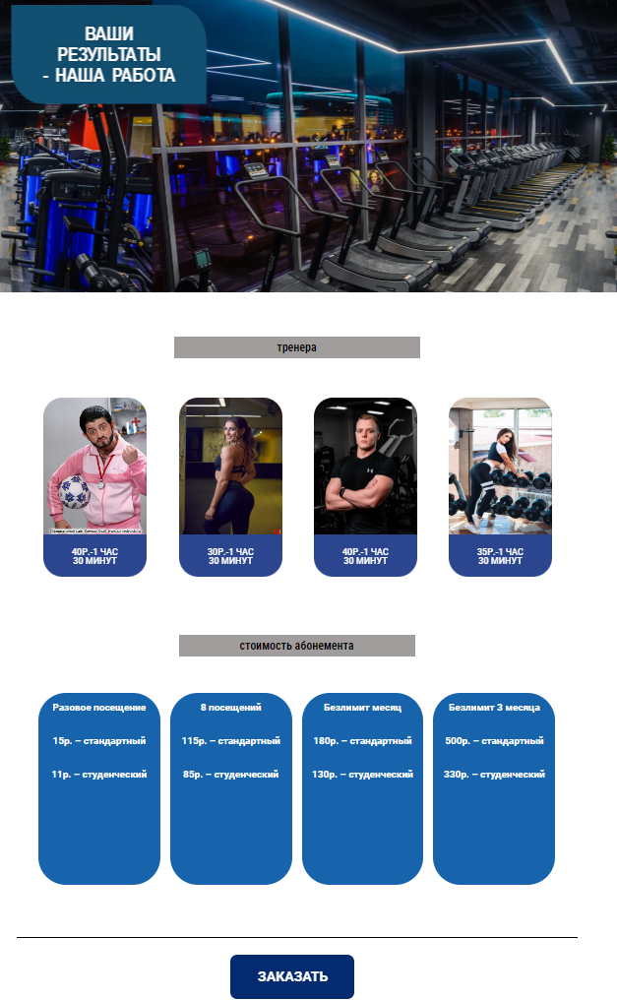 ВАШИ
РЕЗУЛЬТАТЫ
- НАША РАБОТА
тренера
40Р.-1 ЧАС
30 МИНУТ
30Р.-1 ЧАС
30 МИНУТ
40Р.-1 ЧАС
30 МИНУТ
35Р.-1 ЧАС
30 МИНУТ
стоимость абонемента
Разовое посещение
15р. – стандартный
11р. – студенческий
8 посещений
115р. – стандартный
85р. – студенческий
Безлимит месяц
180р. – стандартный
130р. – студенческий
Безлимит 3 месяца
500р. – стандартный
330р. – студенческий
ЗАКАЗАТЬ